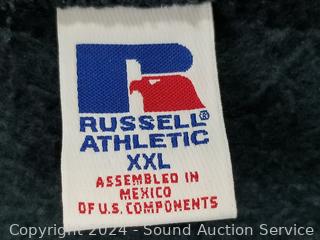 RUSSELL®
ATHLETIC
XXL
ASSEMBLED IN
MEXICO
OF U.S. COMPONENTS
Copyright 2024 - Sound Auction Service